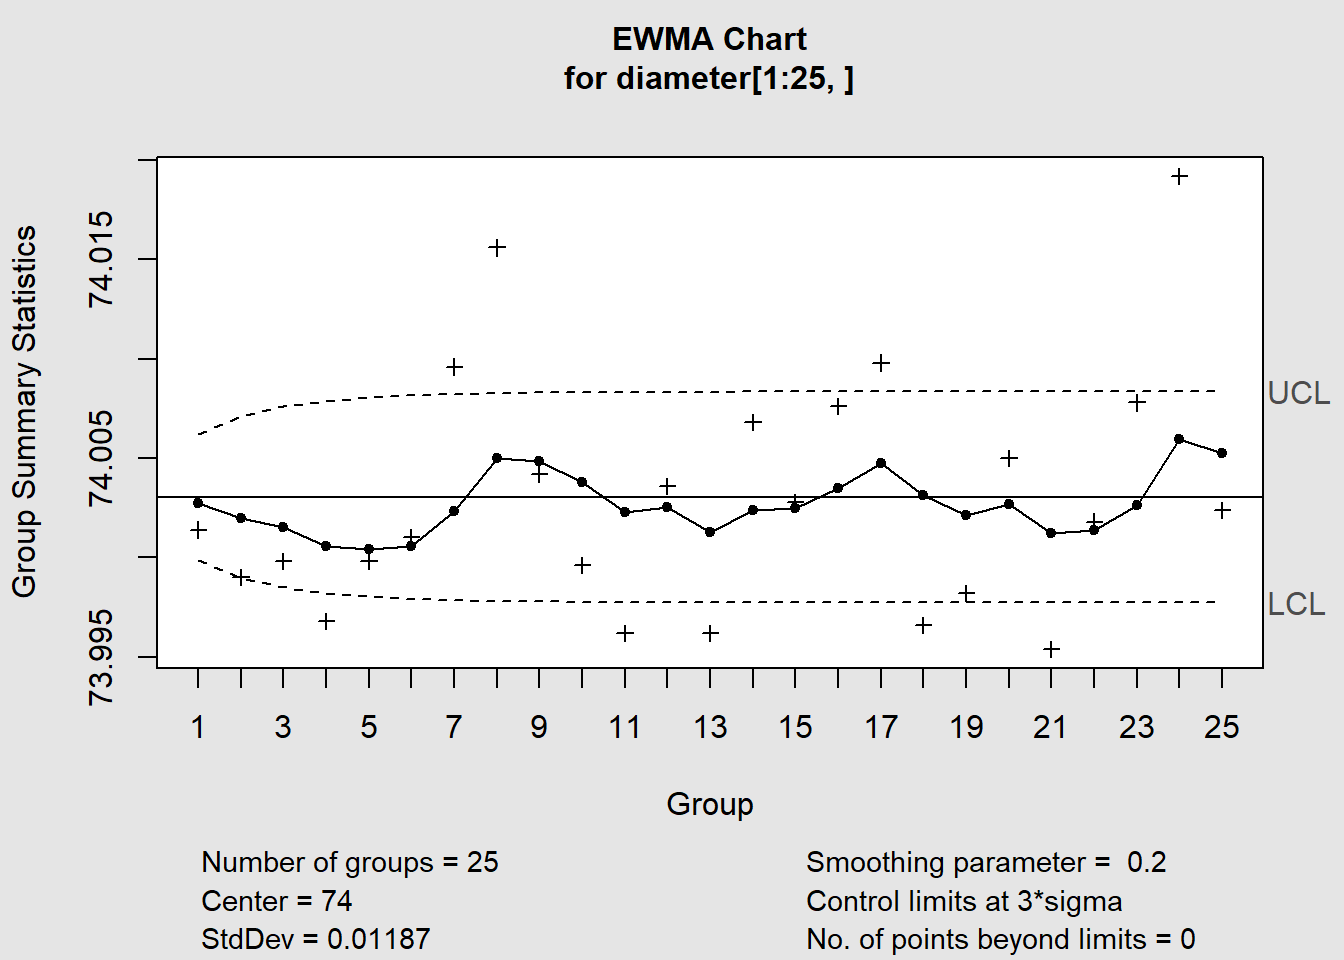 EWMA Chart
for diameter[1:25, ]
Group Summary Statistics
74.015
74.005
73.995
UCL
LCL
1 3 5 7 9 11 13 15 17 19 21 23 25
Group
Number of groups = 25
Center = 74
StdDev = 0.01187
Smoothing parameter =  0.2
Control limits at 3*sigma
No. of points beyond limits = 0